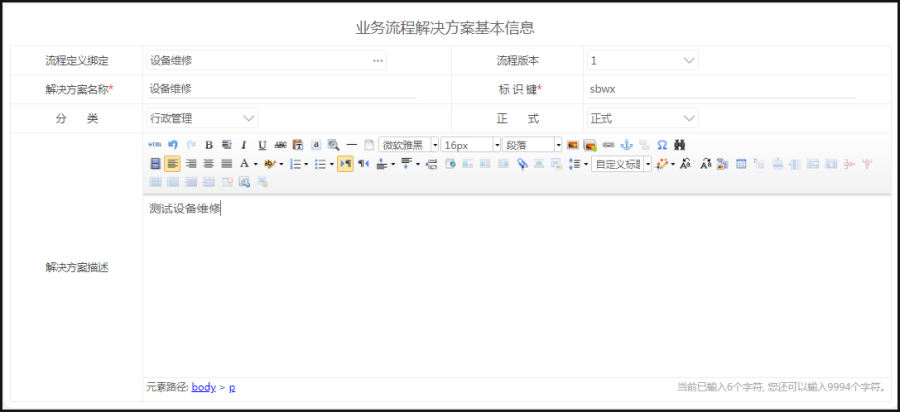 业务流程解决方案基本信息
流程定义绑定 设备维修 ... 流程版本 1
解决方案名称* 设备维修 标 识 键* sbwx
分 类 行政管理 正 式 正式
HTML B I U ABC a 微软雅黑 16px 段落 Ω
A 自定义标题
解决方案描述
测试设备维修
元素路径: body > p
当前已输入6个字符, 您还可以输入9994个字符。